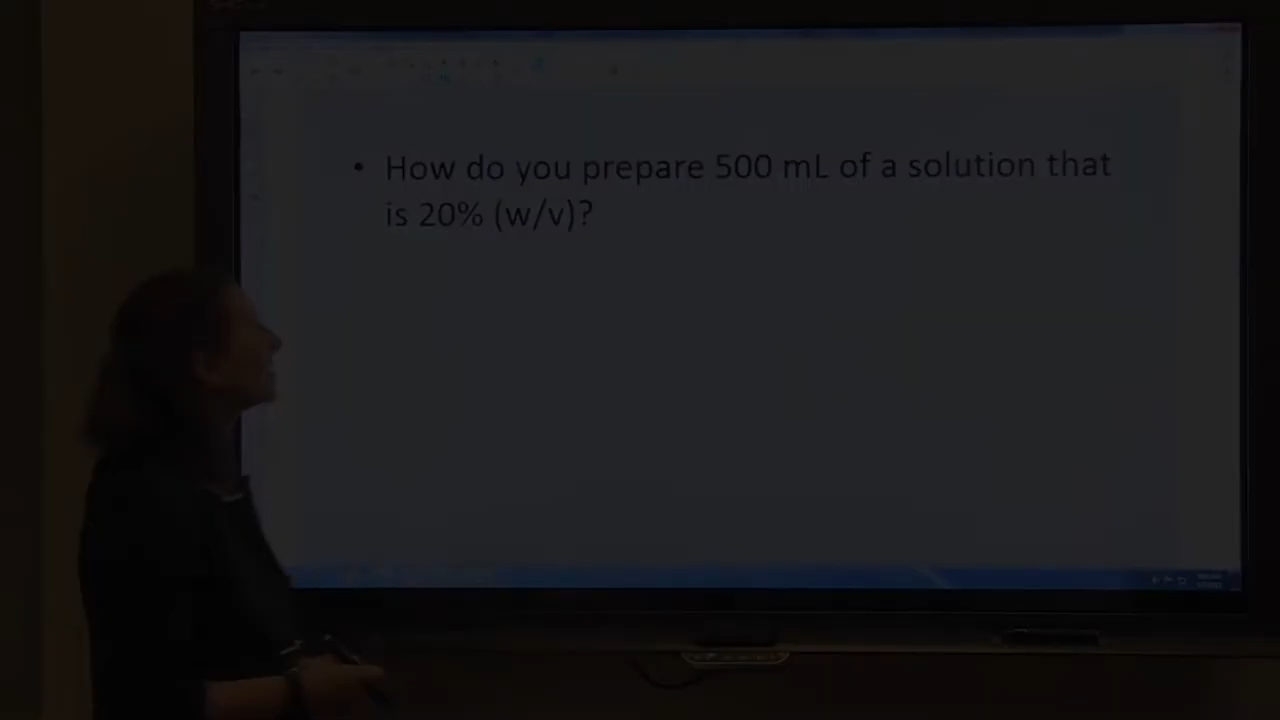 • How do you prepare 500 mL of a solution that
is 20% (w/v)?